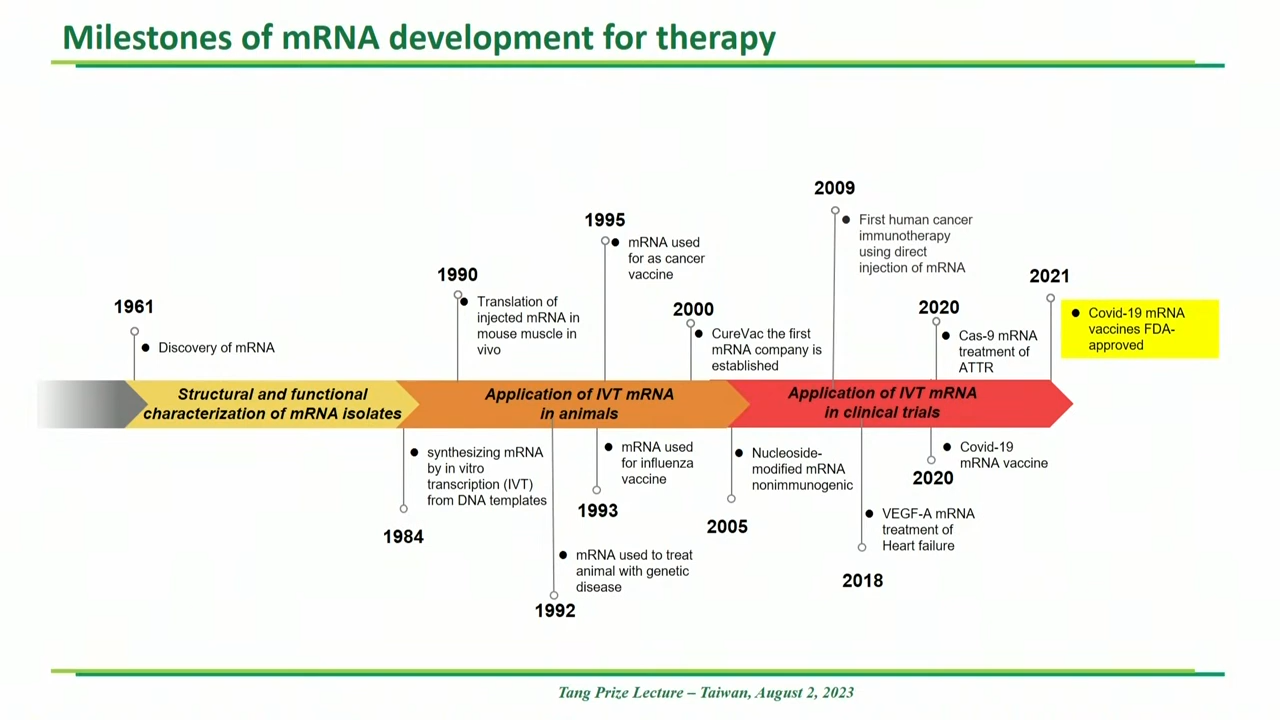 Milestones of mRNA development for therapy
1961
● Discovery of mRNA
1990
● Translation of
injected mRNA in
mouse muscle in
vivo
1995
● mRNA used
for as cancer
vaccine
2000
● CureVac the first
mRNA company is
established
2009
● First human cancer
immunotherapy
using direct
injection of mRNA
2020
● Cas-9 mRNA
treatment of
ATTR
2021
● Covid-19 mRNA
vaccines FDA-
approved
Structural and functional
characterization of mRNA isolates
Application of IVT mRNA
in animals
Application of IVT mRNA
in clinical trials
● synthesizing mRNA
by in vitro
transcription (IVT)
from DNA templates
1984
● mRNA used to treat
animal with genetic
disease
1992
● mRNA used
for influenza
vaccine
1993
● Nucleoside-
modified mRNA
nonimmunogenic
2005
● VEGF-A mRNA
treatment of
Heart failure
2018
● Covid-19
mRNA vaccine
2020
Tang Prize Lecture – Taiwan, August 2, 2023